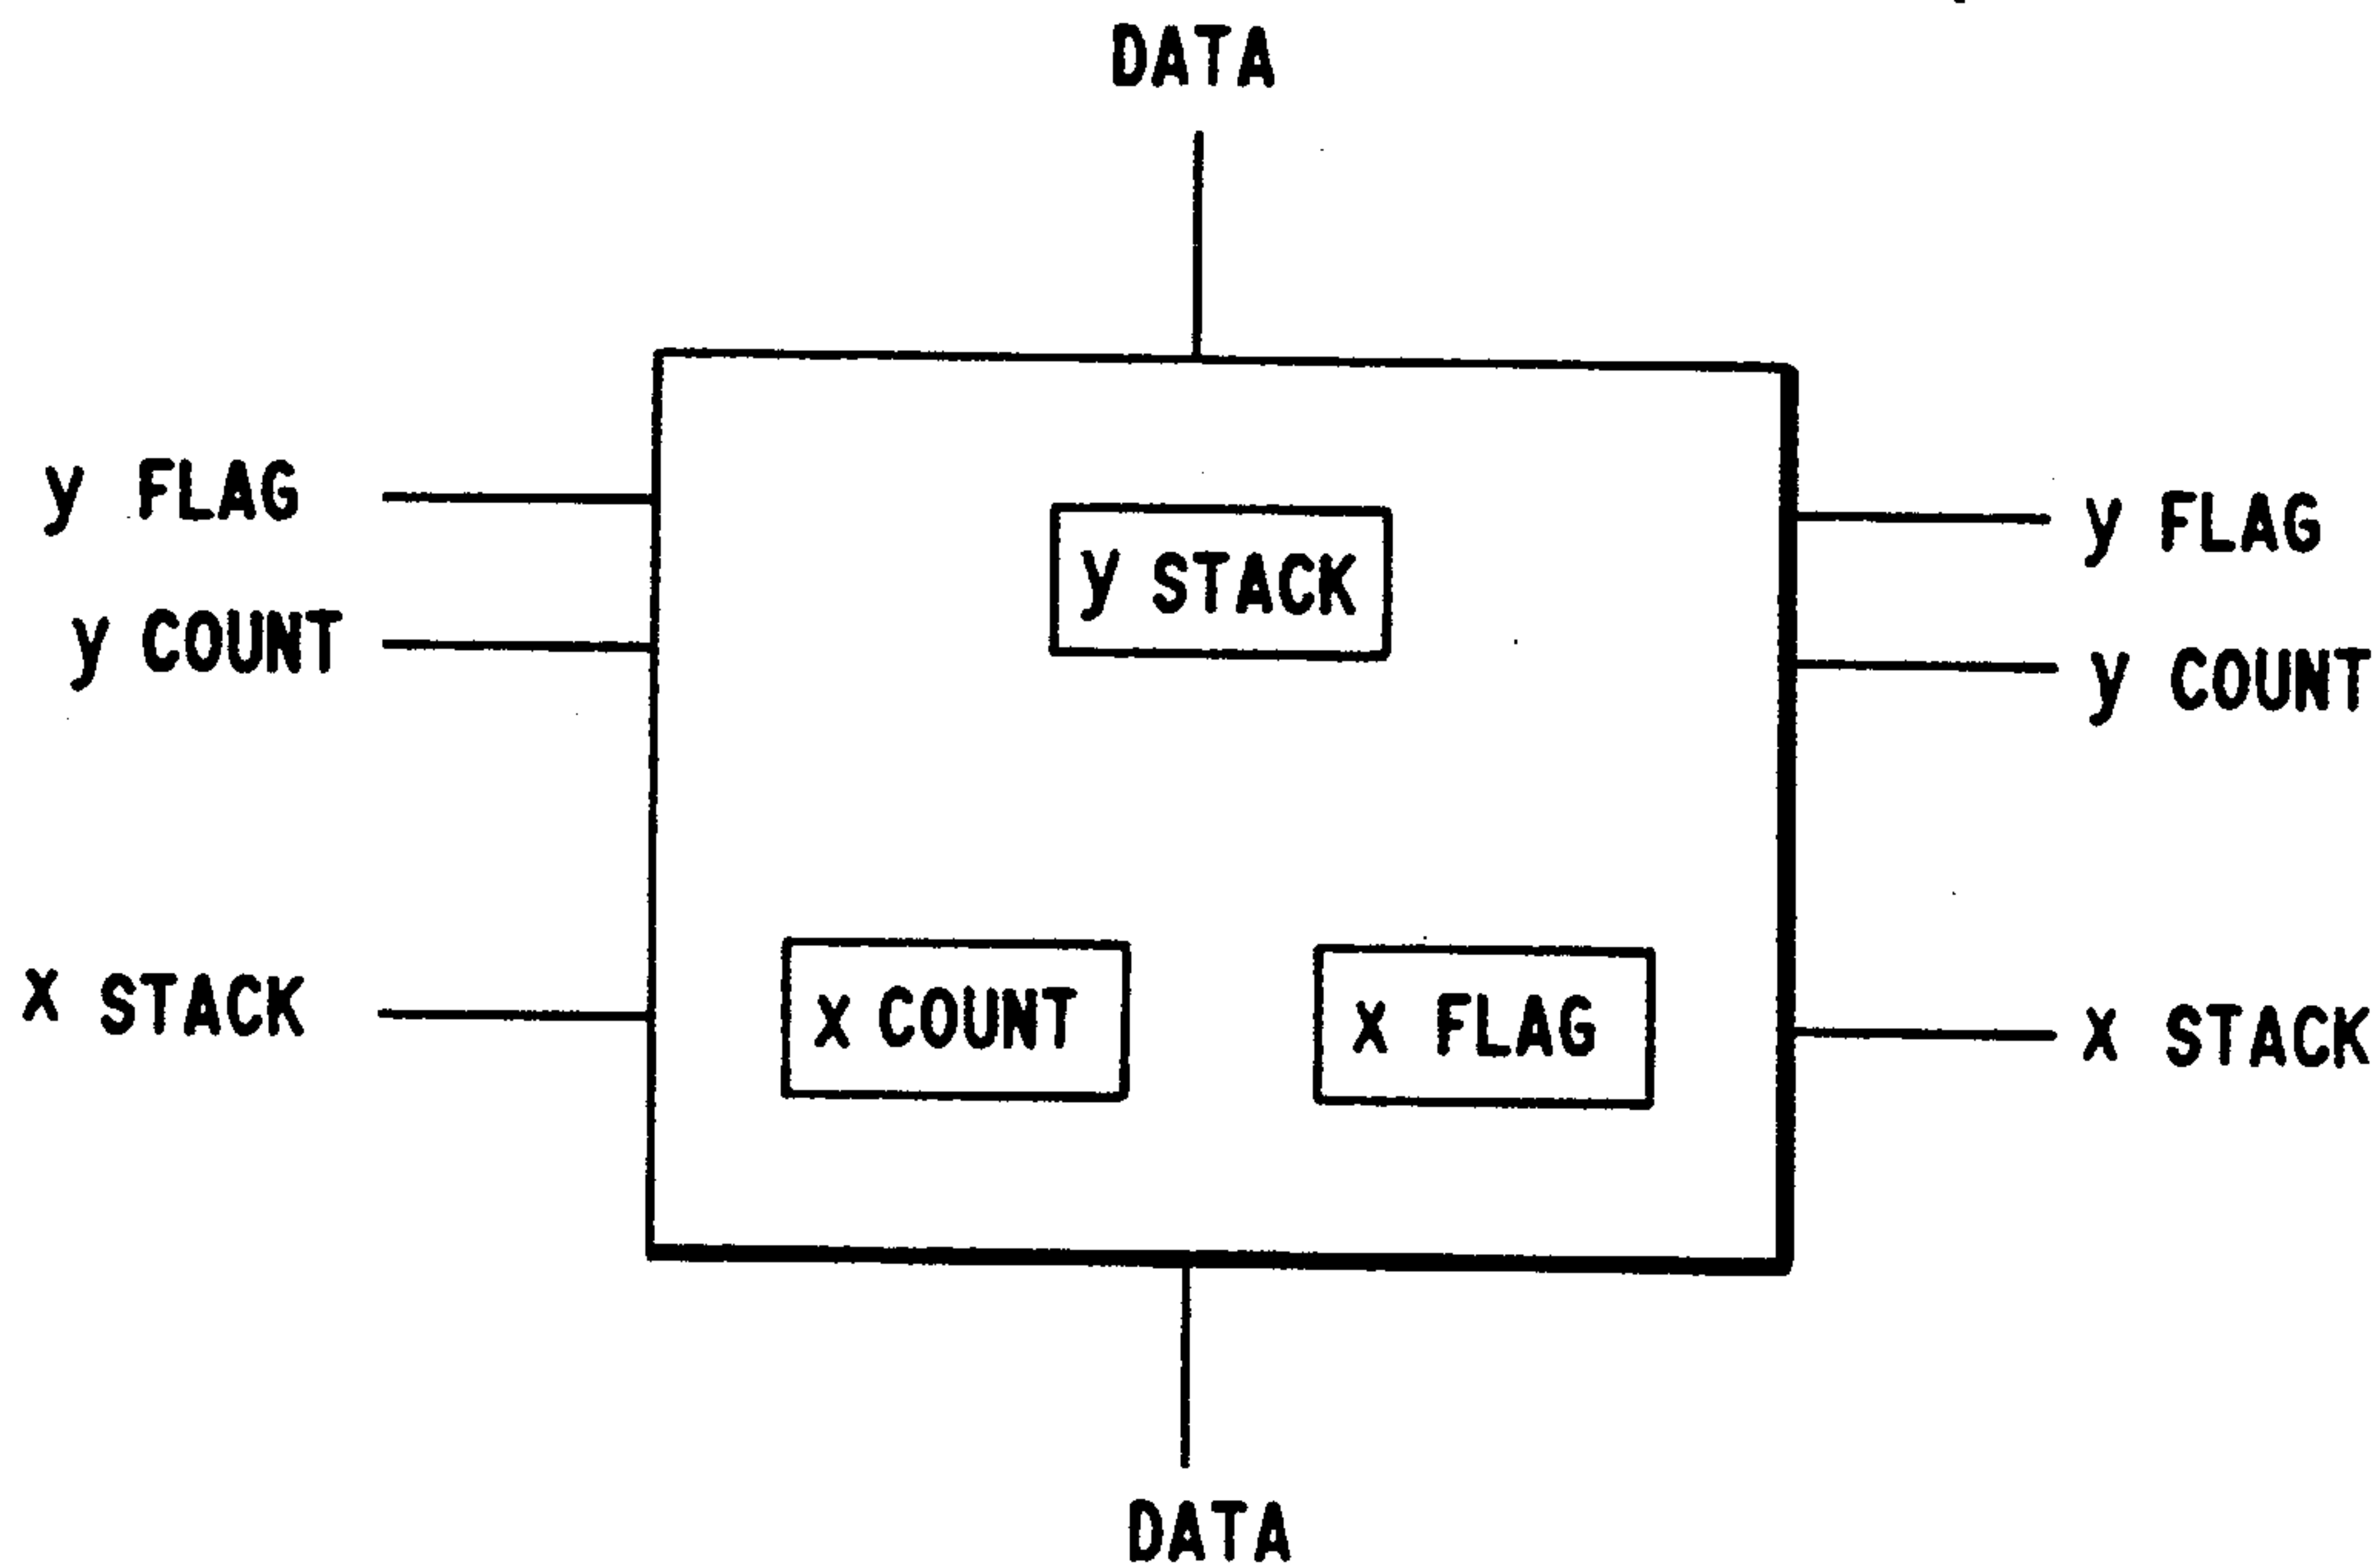 DATA
y FLAG
y COUNT
x STACK
y STACK
x COUNT
x FLAG
y FLAG
y COUNT
x STACK
DATA